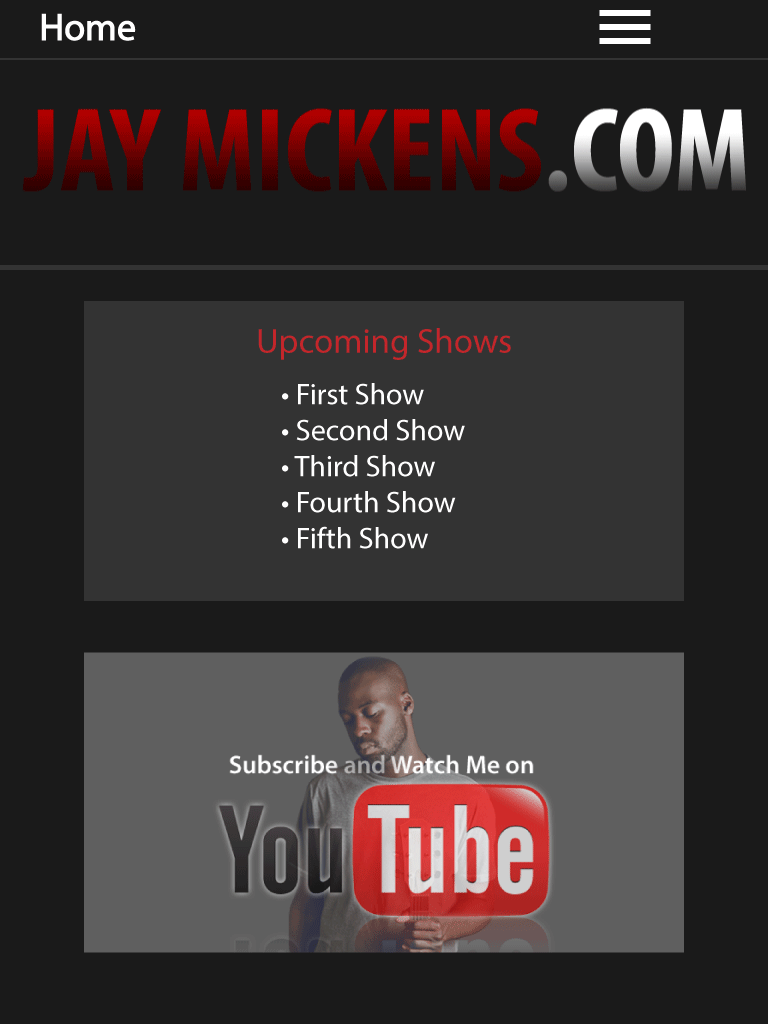 Home
JAY MICKENS.COM
Upcoming Shows
• First Show
• Second Show
• Third Show
• Fourth Show
• Fifth Show
Subscribe and Watch Me on
YouTube